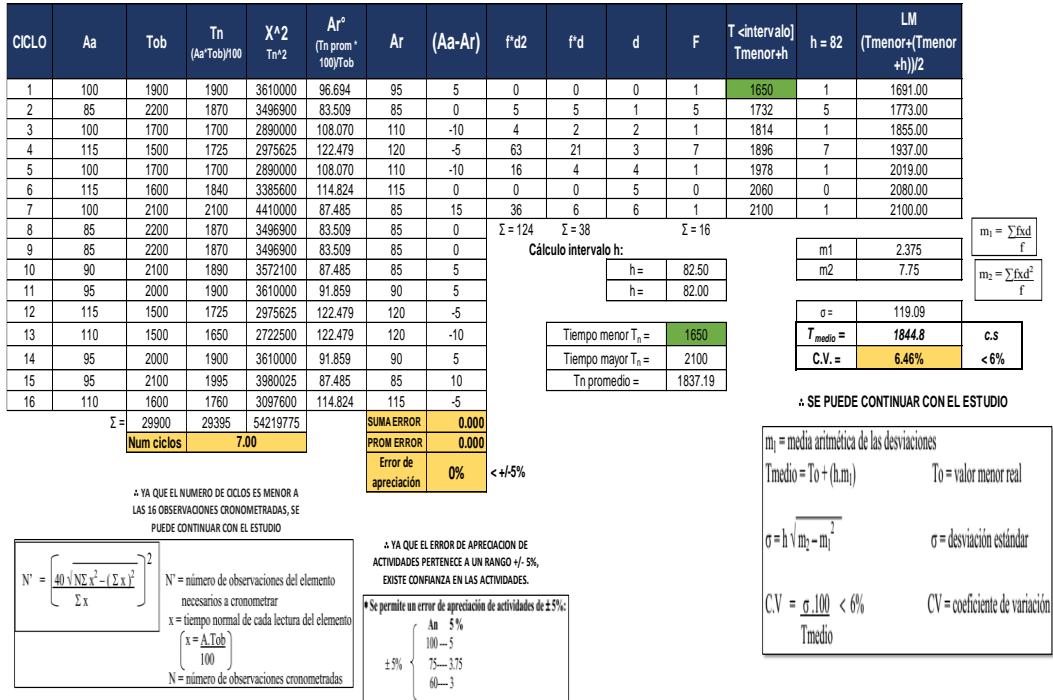 CICLO Aa Tob Tn (Aa*Tob)/100 X^2 Tn^2 Ar° (Tn prom * 100)/Tob Ar (Aa-Ar) f*d2 f*d d F T <intervalo] Tmenor+h h = 82 LM (Tmenor+(Tmenor +h))/2
1 100 1900 1900 3610000 96.694 95 5 0 0 0 1 1650 1 1691.00
2 85 2200 1870 3496900 83.509 85 0 5 5 1 5 1732 5 1773.00
3 100 1700 1700 2890000 108.070 110 -10 4 2 2 1 1814 1 1855.00
4 115 1500 1725 2975625 122.479 120 -5 63 21 3 7 1896 7 1937.00
5 100 1700 1700 2890000 108.070 110 -10 16 4 4 1 1978 1 2019.00
6 115 1600 1840 3385600 114.824 115 0 0 0 5 0 2060 0 2080.00
7 100 2100 2100 4410000 87.485 85 15 36 6 6 1 2100 1 2100.00
8 85 2200 1870 3496900 83.509 85 0 Σ = 124 Σ = 38 Σ = 16
9 85 2200 1870 3496900 83.509 85 0 Cálculo intervalo h: m1 2.375
m₁ = ∑fxd
f
10 90 2100 1890 3572100 87.485 85 5 h = 82.50 m2 7.75
m₂ = ∑fxd²
f
11 95 2000 1900 3610000 91.859 90 5 h = 82.00
12 115 1500 1725 2975625 122.479 120 -5 σ = 119.09
13 110 1500 1650 2722500 122.479 120 -10 Tiempo menor Tₙ = 1650 T medio = 1844.8 c.s
14 95 2000 1900 3610000 91.859 90 5 Tiempo mayor Tₙ = 2100 C.V. = 6.46% < 6%
15 95 2100 1995 3980025 87.485 85 10 Tn promedio = 1837.19
16 110 1600 1760 3097600 114.824 115 -5 ∴ SE PUEDE CONTINUAR CON EL ESTUDIO
Σ = 29900 29395 54219775 SUMA ERROR 0.000
Num ciclos 7.00 PROM ERROR 0.000
Error de apreciación 0% < +/-5%
∴ YA QUE EL NUMERO DE CICLOS ES MENOR A
LAS 16 OBSERVACIONES CRONOMETRADAS, SE
PUEDE CONTINUAR CON EL ESTUDIO
N' = (40 √NΣ x² – ( Σ x )²
Σ x)²
N' = número de observaciones del elemento
necesarios a cronometrar
x = tiempo normal de cada lectura del elemento
(x = A.Tob
100)
N = número de observaciones cronometradas
∴ YA QUE EL ERROR DE APRECIACION DE
ACTIVIDADES PERTENECE A UN RANGO +/- 5%,
EXISTE CONFIANZA EN LAS ACTIVIDADES.
• Se permite un error de apreciación de actividades de ± 5%:
An 5 %
100 --- 5
± 5% { 75---- 3.75
60---- 3
m₁ = media aritmética de las desviaciones
Tmedio = To + (h.m₁) To = valor menor real
σ = h √m₂ – m₁² σ = desviación estándar
C.V = σ .100 < 6% CV = coeficiente de variación
Tmedio